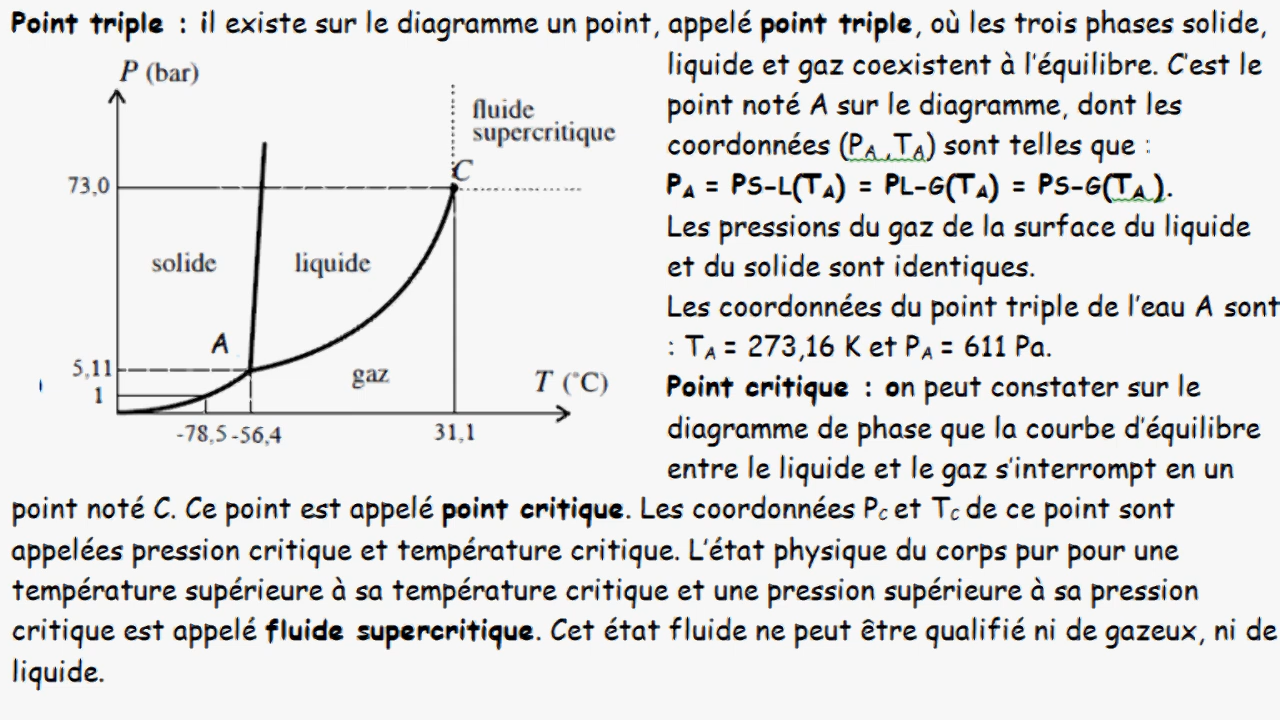 Point triple : il existe sur le diagramme un point, appelé point triple, où les trois phases solide,
liquide et gaz coexistent à l'équilibre. C'est le
point noté A sur le diagramme, dont les
coordonnées (PA ,TA) sont telles que :
PA = PS-L(TA) = PL-G(TA) = PS-G(TA ).
Les pressions du gaz de la surface du liquide
et du solide sont identiques.
Les coordonnées du point triple de l'eau A sont
: TA = 273,16 K et PA = 611 Pa.
Point critique : on peut constater sur le
diagramme de phase que la courbe d'équilibre
entre le liquide et le gaz s'interrompt en un
point noté C. Ce point est appelé point critique. Les coordonnées PC et TC de ce point sont
appelées pression critique et température critique. L'état physique du corps pur pour une
température supérieure à sa température critique et une pression supérieure à sa pression
critique est appelé fluide supercritique. Cet état fluide ne peut être qualifié ni de gazeux, ni de
liquide.
P (bar)
fluide
supercritique
C
73,0
solide
liquide
A
5,11
gaz
T (°C)
1
-78,5 -56,4
31,1